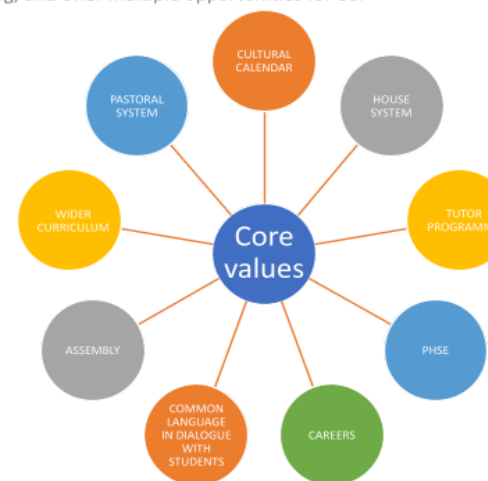 CULTURAL
CALENDAR
HOUSE
SYSTEM
TUTOR
PHSE
CAREERS
COMMON
LANGUAGE
IN DIALOGUE
WITH
STUDENTS
ASSEMBLY
WIDER
CURRICULUM
PASTORAL
SYSTEM
Core
values